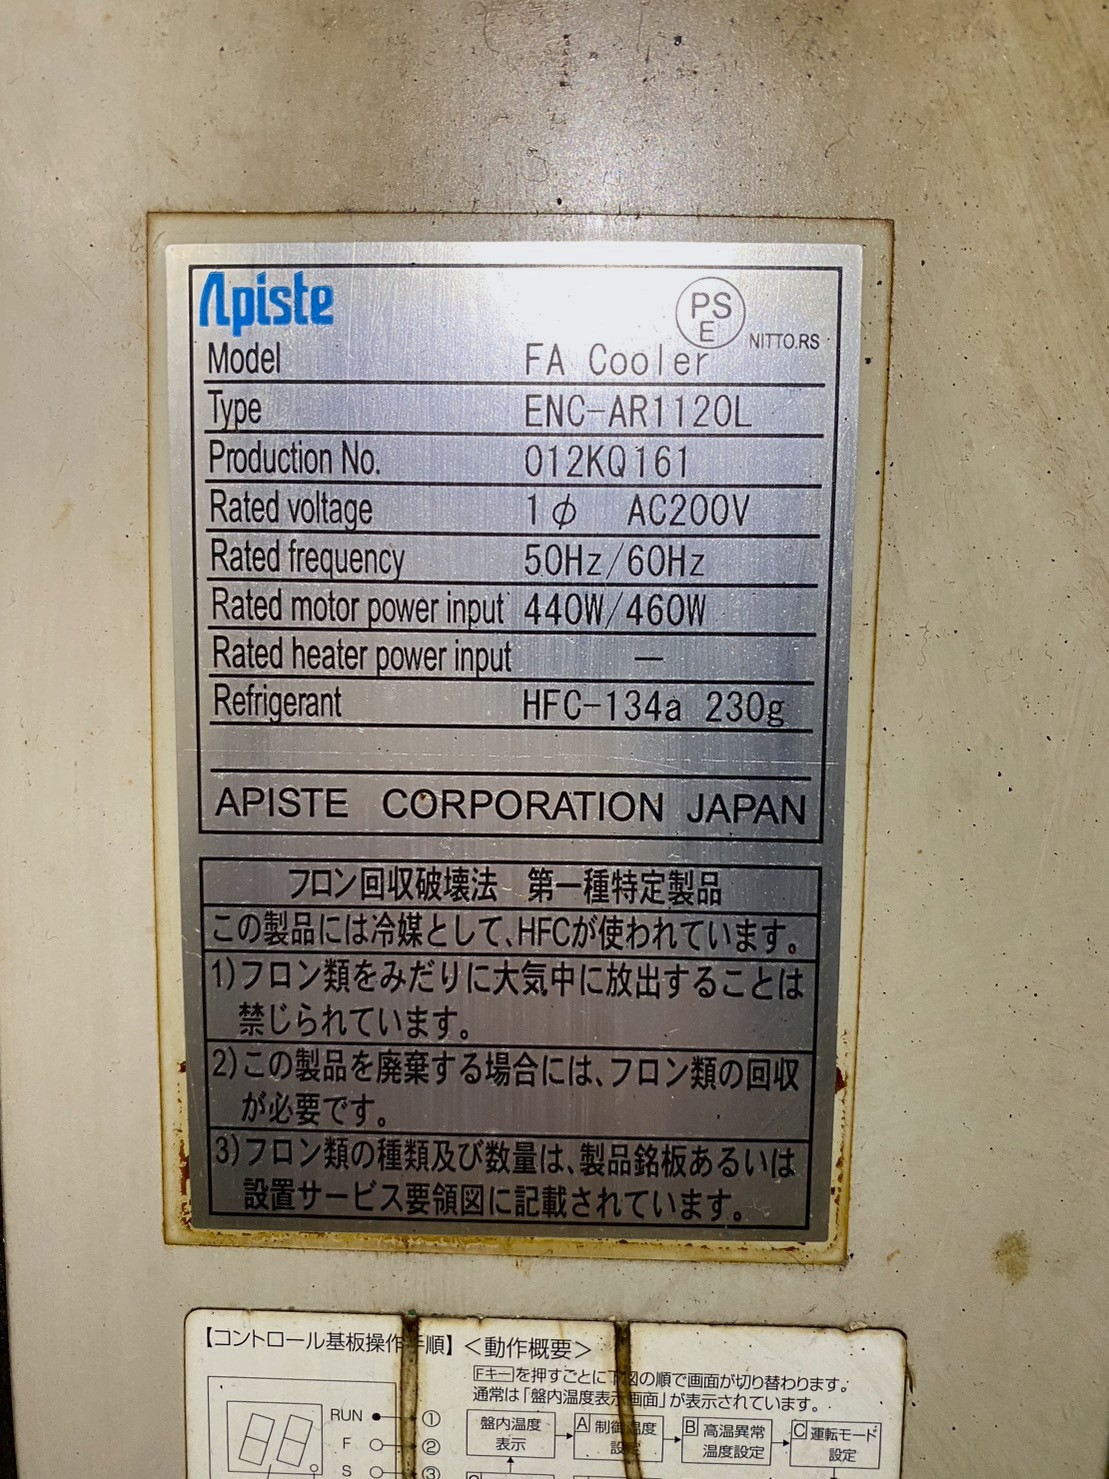 Apiste
PS
E
NITTO.RS
Model FA Cooler
Type ENC-AR1120L
Production No. 012KQ161
Rated voltage 1φ AC200V
Rated frequency 50Hz/60Hz
Rated motor power input 440W/460W
Rated heater power input —
Refrigerant HFC-134a 230g
APISTE CORPORATION JAPAN
フロン回収破壊法 第一種特定製品
この製品には冷媒として、HFCが使われています。
1)フロン類をみだりに大気中に放出することは
禁じられています。
2)この製品を廃棄する場合には、フロン類の回収
が必要です。
3)フロン類の種類及び数量は、製品銘板あるいは
設置サービス要領図に記載されています。
【コントロール基板操作手順】 <動作概要>
Fキーを押すごとに下図の順で画面が切り替わります。
通常は「盤内温度表示画面」が表示されています。
RUN ①
F ②
S ③
盤内温度
表示
A 制御温度
設定
B 高温異常
温度設定
C 運転モード
設定